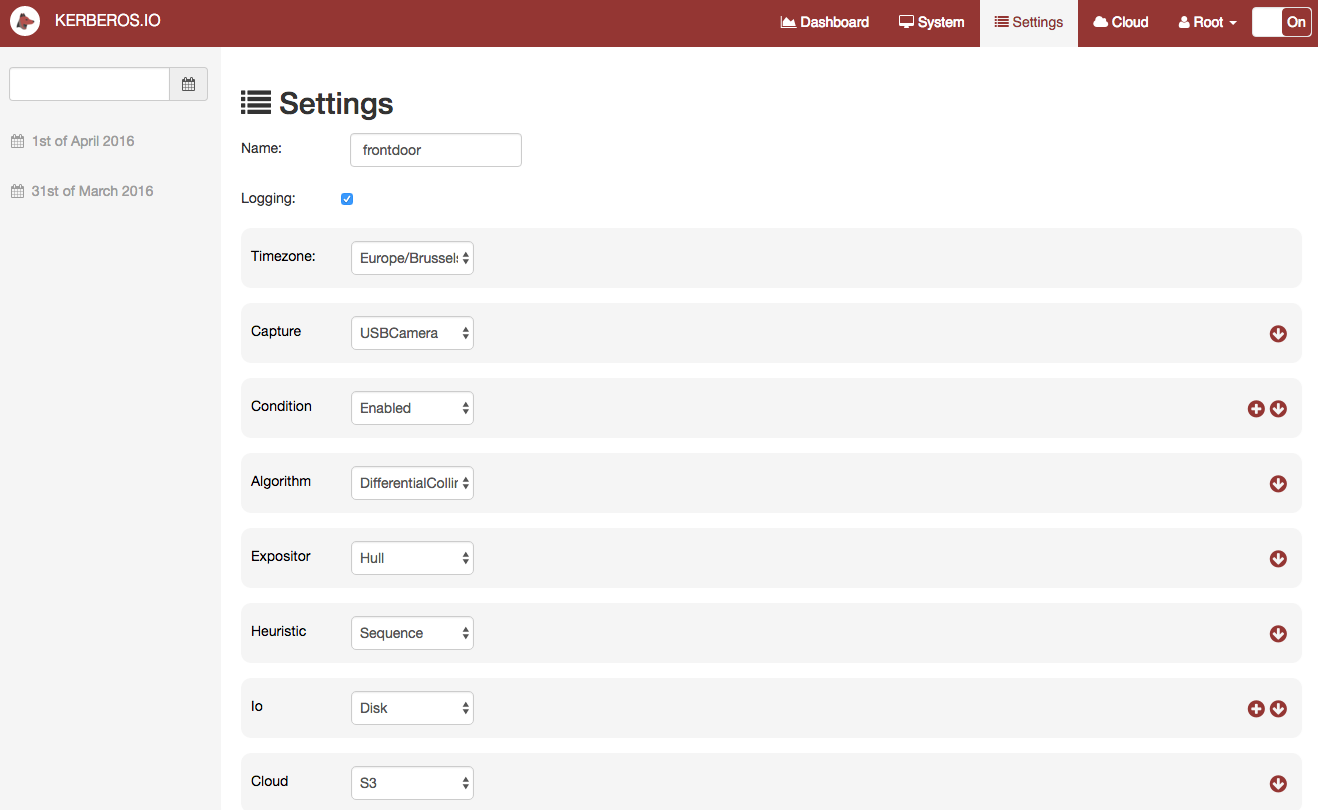 KERBEROS.IO
Dashboard System Settings Cloud Root On
1st of April 2016
31st of March 2016
Settings
Name: frontdoor
Logging:
Timezone: Europe/Brussels
Capture USBCamera
Condition Enabled
Algorithm DifferentialCollin
Expositor Hull
Heuristic Sequence
Io Disk
Cloud S3